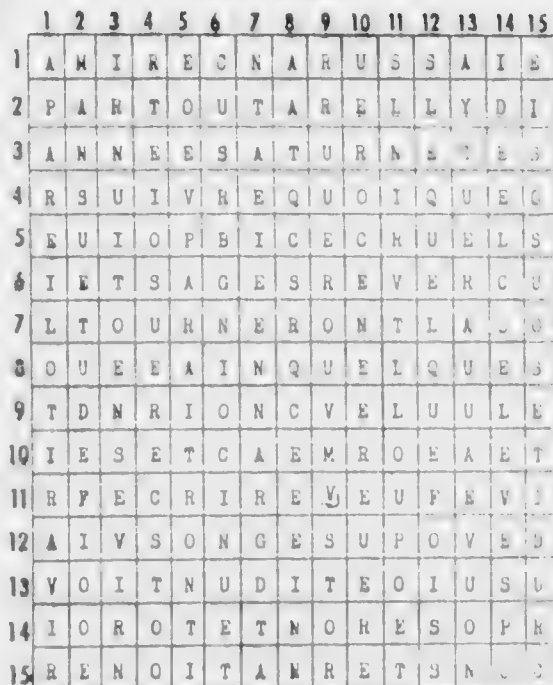 1 2 3 4 5 6 7 8 9 10 11 12 13 14 15
1 A M I R E C N A R U S S A I E
2 P A R T O U T A R E L L Y D I
3 A N N E E S A T U R N E E
4 R S U I V R E Q U O I Q U E
5 E U I O P B I C E C R U E L S
6 I E T S A G E S R E V E R C U
7 L T O U R N E R O N T L A
8 O U E E A I N Q U E L Q U E S
9 T D N R I O N C V E L U U L E
10 I E S E T C A E M R O E A E T
11 R F E C R I R E V E U F E V
12 A I V S O N G E S U P O V E
13 V O I T N U D I T E O I U S U
14 I O R O T E T N O R E S O P R
15 R E N O I T A N R E T S N